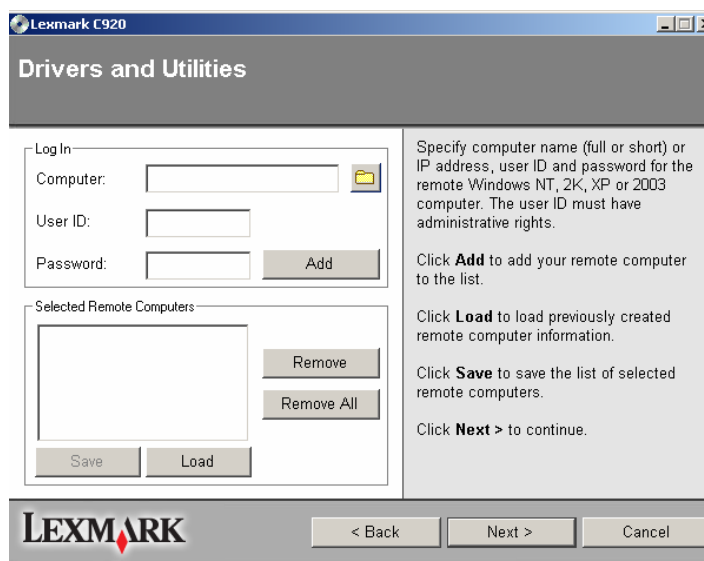 Lexmark C920
Drivers and Utilities
Log In
Computer:
User ID:
Password:
Add
Selected Remote Computers
Remove
Remove All
Save
Load
Specify computer name (full or short) or
IP address, user ID and password for the
remote Windows NT, 2K, XP or 2003
computer. The user ID must have
administrative rights.
Click Add to add your remote computer
to the list.
Click Load to load previously created
remote computer information.
Click Save to save the list of selected
remote computers.
Click Next > to continue.
LEXMARK
< Back
Next >
Cancel